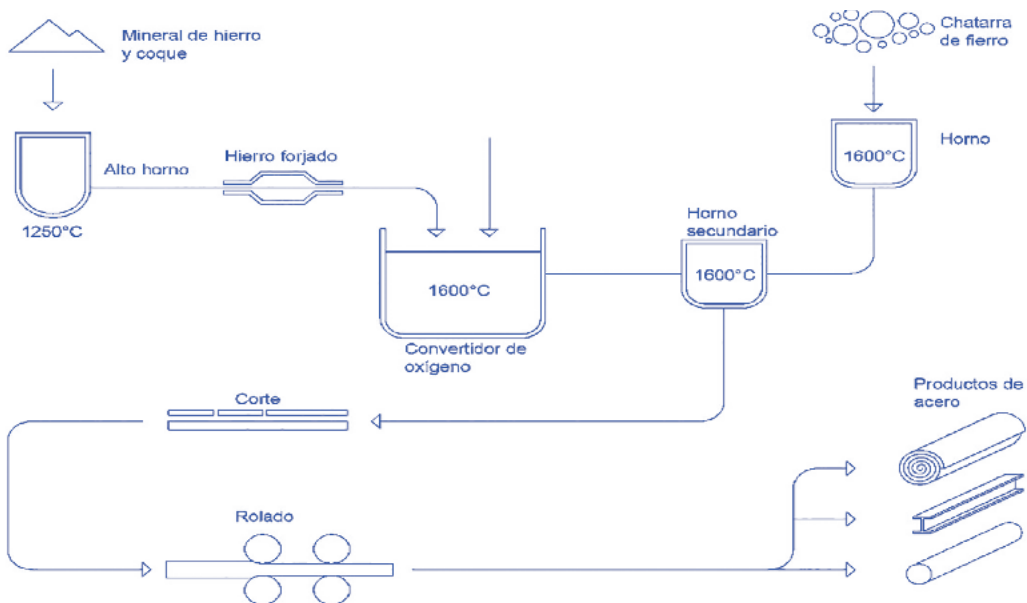 Mineral de hierro
y coque
Chatarra
de fierro
Alto horno
Hierro forjado
1600°C
Horno
1250°C
Horno
secundario
1600°C
1600°C
Convertidor de
oxígeno
Corte
Productos de
acero
Rolado